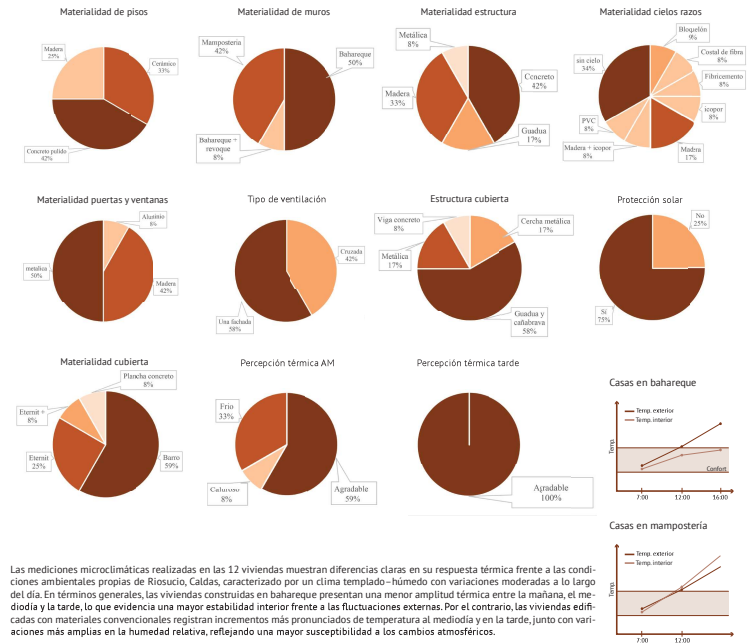 Materialidad de pisos
Madera
25%
Cerámico
33%
Concreto pulido
42%
Materialidad de muros
Mampostería
42%
Bahareque
50%
Bahareque +
revoque
8%
Materialidad estructura
Metálica
8%
Concreto
42%
Madera
33%
Guadua
17%
Materialidad cielos razos
Bloquelón
9%
sin cielo
34%
Costal de fibra
8%
Fibricemento
8%
icopor
8%
PVC
8%
Madera + icopor
8%
Madera
17%
Materialidad puertas y ventanas
Aluminio
8%
metalica
50%
Madera
42%
Tipo de ventilación
Cruzada
42%
Una fachada
58%
Estructura cubierta
Viga concreto
8%
Cercha metálica
17%
Metálica
17%
Guadua y
cañabrava
58%
Protección solar
No
25%
Sí
75%
Materialidad cubierta
Plancha concreto
8%
Eternit +
8%
Eternit
25%
Barro
59%
Percepción térmica AM
Frio
33%
Caluroso
8%
Agradable
59%
Percepción térmica tarde
Agradable
100%
Casas en bahareque
Temp. exterior
Temp. interior
Temp.
Confort
7:00 12:00 16:00
Casas en mampostería
Temp. exterior
Temp. interior
Temp.
7:00 12:00 16:00
Las mediciones microclimáticas realizadas en las 12 viviendas muestran diferencias claras en su respuesta térmica frente a las condi-
ciones ambientales propias de Riosucio, Caldas, caracterizado por un clima templado–húmedo con variaciones moderadas a lo largo
del día. En términos generales, las viviendas construidas en bahareque presentan una menor amplitud térmica entre la mañana, el me-
diodía y la tarde, lo que evidencia una mayor estabilidad interior frente a las fluctuaciones externas. Por el contrario, las viviendas edifi-
cadas con materiales convencionales registran incrementos más pronunciados de temperatura al mediodía y en la tarde, junto con vari-
aciones más amplias en la humedad relativa, reflejando una mayor susceptibilidad a los cambios atmosféricos.